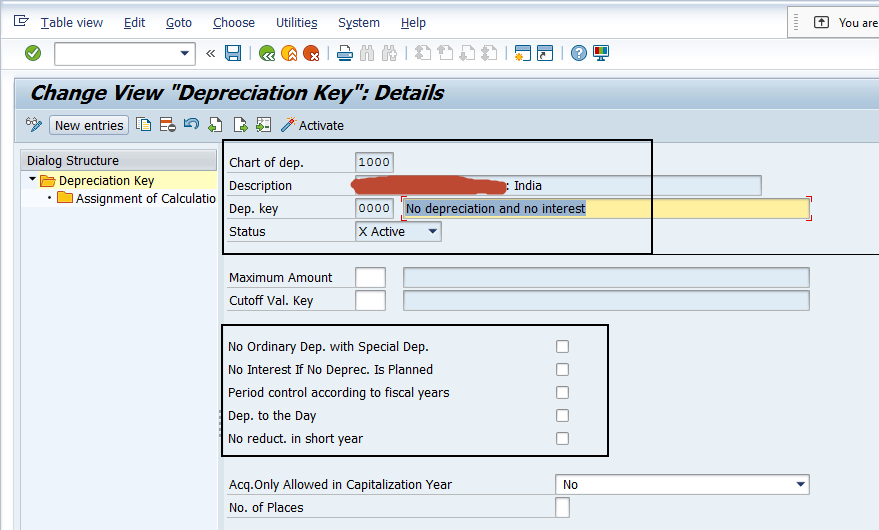 Table view Edit Goto Choose Utilities System Help
You are
Change View "Depreciation Key": Details
New entries Activate
Dialog Structure
Depreciation Key
Assignment of Calculatio
Chart of dep. 1000
Description : India
Dep. key 0000 No depreciation and no interest
Status X Active
Maximum Amount
Cutoff Val. Key
No Ordinary Dep. with Special Dep.
No Interest If No Deprec. Is Planned
Period control according to fiscal years
Dep. to the Day
No reduct. in short year
Acq.Only Allowed in Capitalization Year No
No. of Places